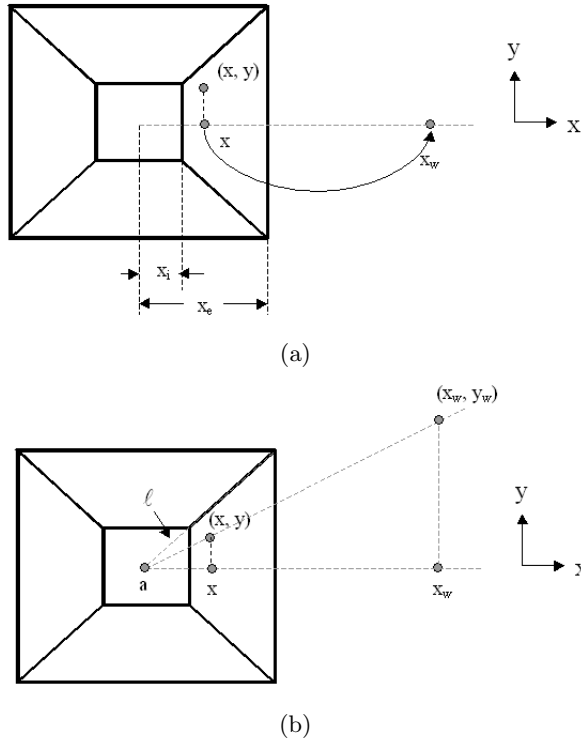 y
(x, y)
x
x
x_w
x_i
x_e
(a)
(x_w, y_w)
ℓ
(x, y)
y
a
x
x_w
x
(b)